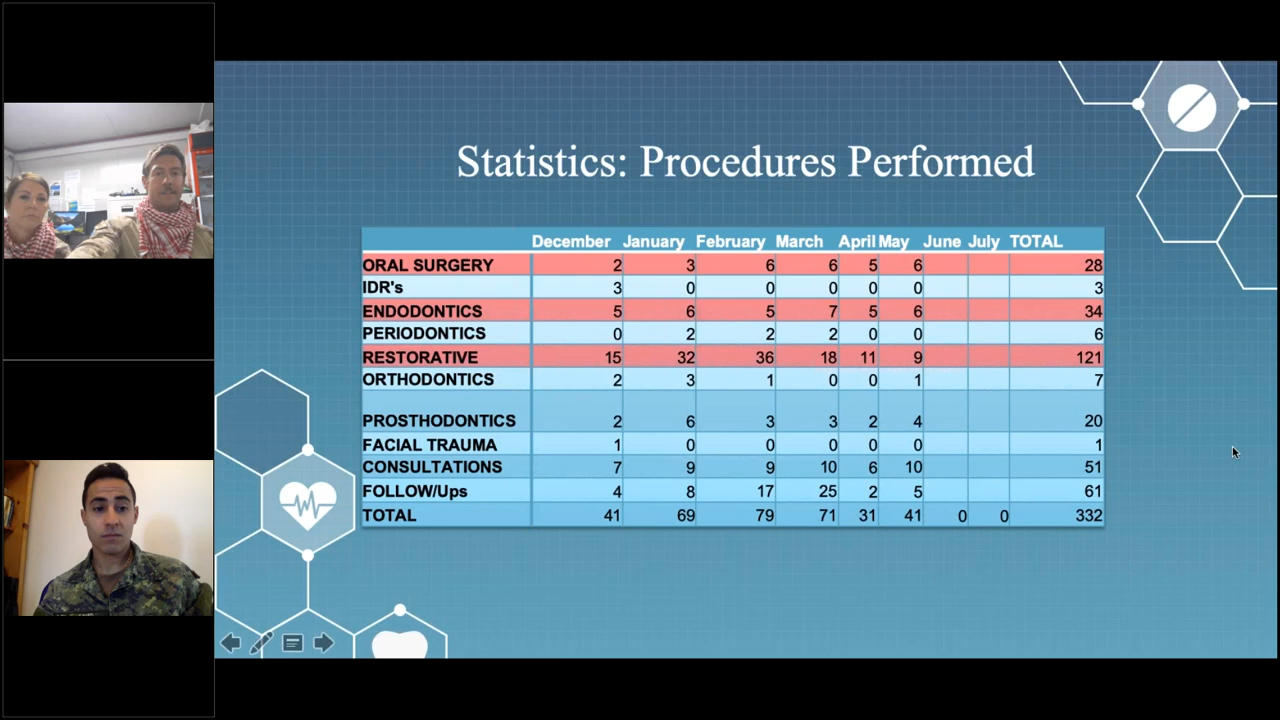 Statistics: Procedures Performed
December January February March April May June July TOTAL
ORAL SURGERY 2 3 6 6 5 6 28
IDR's 3 0 0 0 0 0 3
ENDODONTICS 5 6 5 7 5 6 34
PERIODONTICS 0 2 2 2 0 0 6
RESTORATIVE 15 32 36 18 11 9 121
ORTHODONTICS 2 3 1 0 0 1 7
PROSTHODONTICS 2 6 3 3 2 4 20
FACIAL TRAUMA 1 0 0 0 0 0 1
CONSULTATIONS 7 9 9 10 6 10 51
FOLLOW/Ups 4 8 17 25 2 5 61
TOTAL 41 69 79 71 31 41 0 0 332